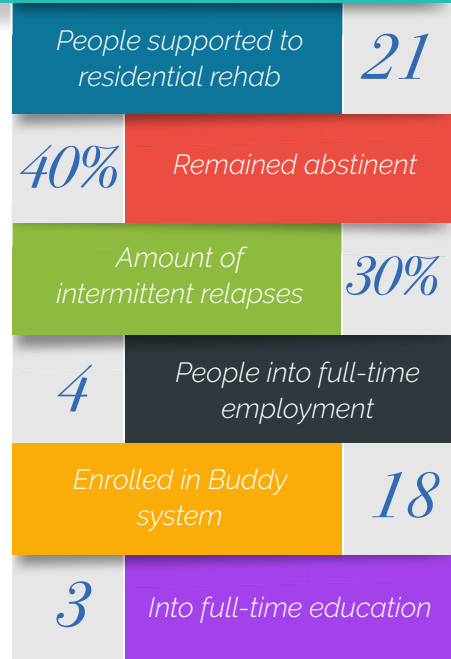 People supported to
residential rehab
21
40%
Remained abstinent
Amount of
intermittent relapses
30%
4
People into full-time
employment
Enrolled in Buddy
system
18
3
Into full-time education